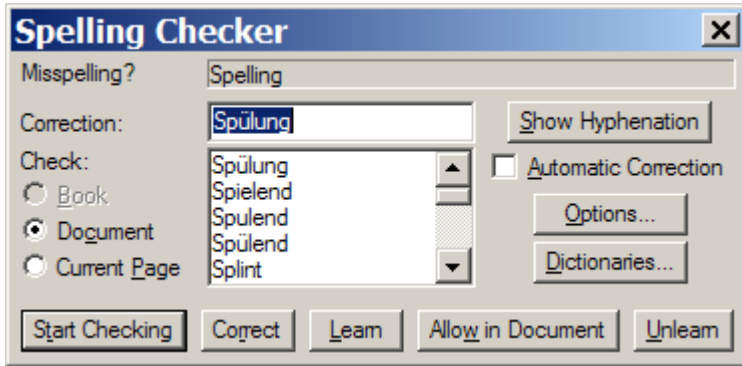 Spelling Checker
Misspelling? Spelling
Correction: Spülung Show Hyphenation
Check: Spülung Automatic Correction
Book Spielend
Spulend Options...
Document Spülend
Current Page Splint Dictionaries...
Start Checking Correct Learn Allow in Document Unlearn